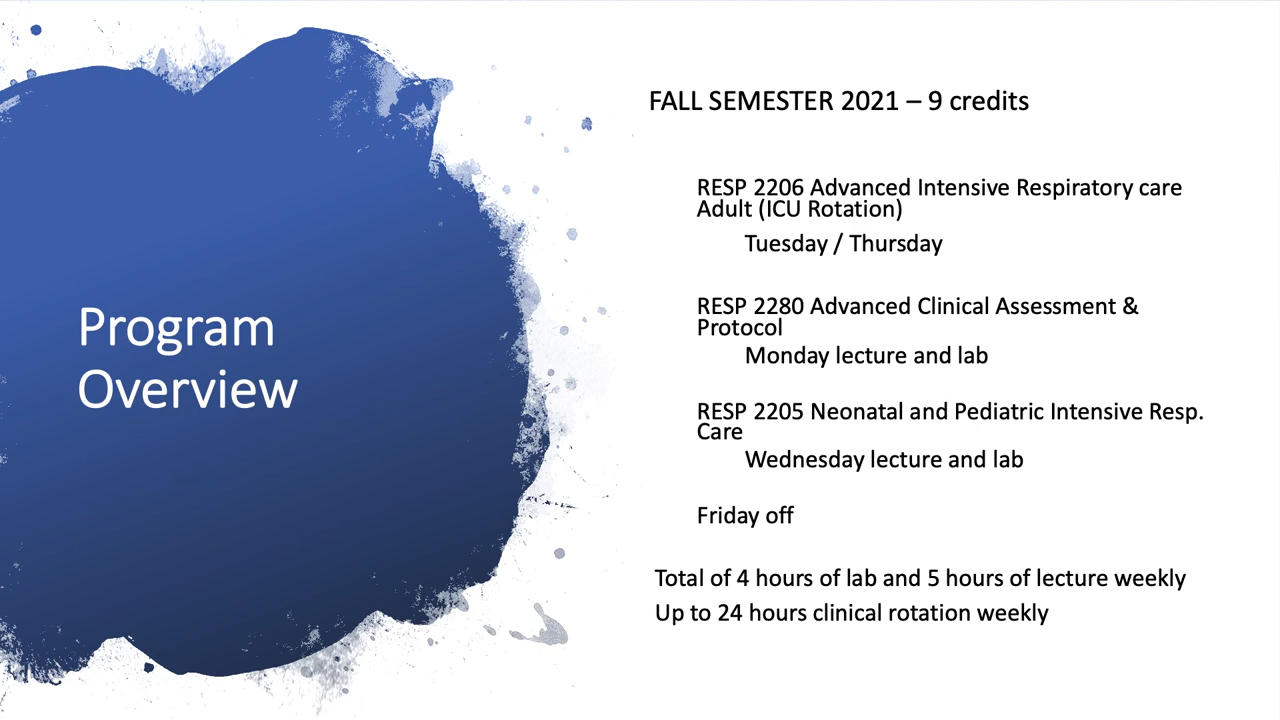 Program
Overview
FALL SEMESTER 2021 – 9 credits
RESP 2206 Advanced Intensive Respiratory care
Adult (ICU Rotation)
Tuesday / Thursday
RESP 2280 Advanced Clinical Assessment &
Protocol
Monday lecture and lab
RESP 2205 Neonatal and Pediatric Intensive Resp.
Care
Wednesday lecture and lab
Friday off
Total of 4 hours of lab and 5 hours of lecture weekly
Up to 24 hours clinical rotation weekly